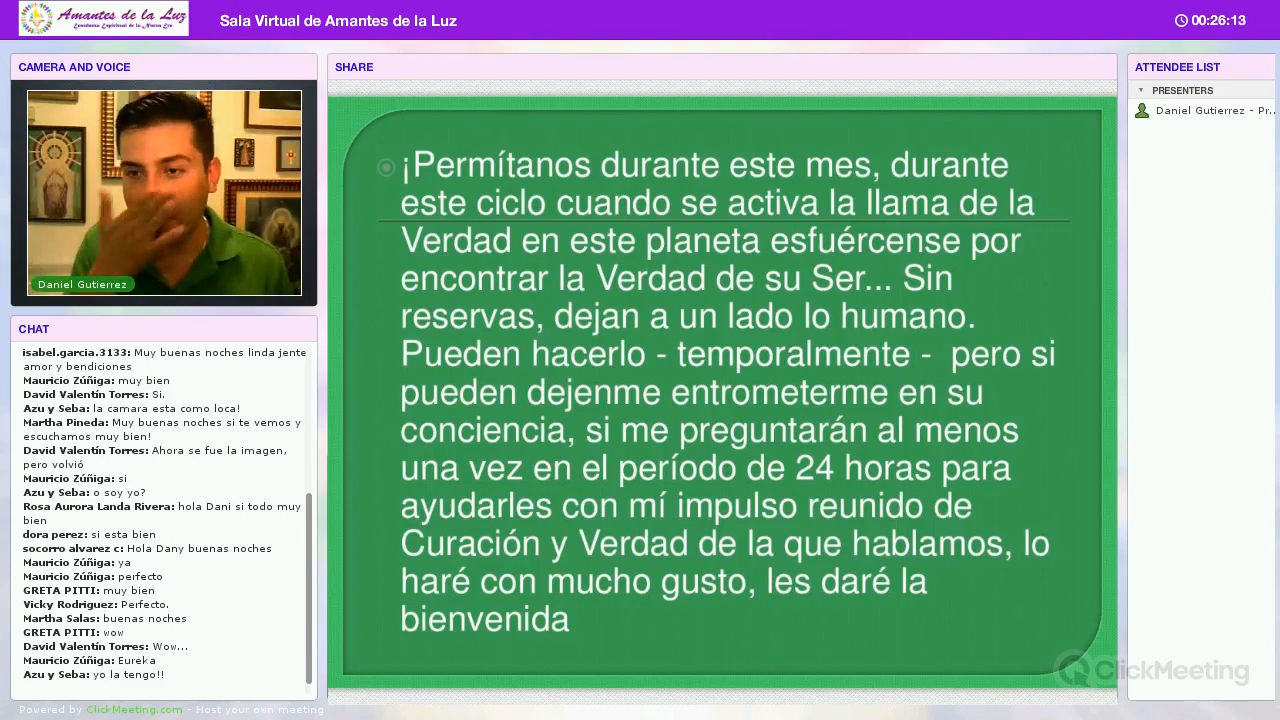 Amantes de la Luz
Enseñanza Espiritual de la Nueva Era
Sala Virtual de Amantes de la Luz
00:26:13
CAMERA AND VOICE
Daniel Gutierrez
CHAT
isabel.garcia.3133: Muy buenas noches linda jente
amor y bendiciones
Mauricio Zúñiga: muy bien
David Valentín Torres: Si.
Azu y Seba: la camara esta como loca!
Martha Pineda: Muy buenas noches si te vemos y
escuchamos muy bien!
David Valentín Torres: Ahora se fue la imagen,
pero volvió
Mauricio Zúñiga: si
Azu y Seba: o soy yo?
Rosa Aurora Landa Rivera: hola Dani si todo muy
bien
dora perez: si esta bien
socorro alvarez c: Hola Dany buenas noches
Mauricio Zúñiga: ya
Mauricio Zúñiga: perfecto
GRETA PITTI: muy bien
Vicky Rodriguez: Perfecto.
Martha Salas: buenas noches
GRETA PITTI: wow
David Valentín Torres: Wow...
Mauricio Zúñiga: Eureka
Azu y Seba: yo la tengo!!
SHARE
¡Permítanos durante este mes, durante
este ciclo cuando se activa la llama de la
Verdad en este planeta esfuércense por
encontrar la Verdad de su Ser... Sin
reservas, dejan a un lado lo humano.
Pueden hacerlo - temporalmente -  pero si
pueden dejenme entrometerme en su
conciencia, si me preguntarán al menos
una vez en el período de 24 horas para
ayudarles con mí impulso reunido de
Curación y Verdad de la que hablamos, lo
haré con mucho gusto, les daré la
bienvenida
ATTENDEE LIST
PRESENTERS
Daniel Gutierrez - Pr...
ClickMeeting
Powered by ClickMeeting.com - Host your own meeting